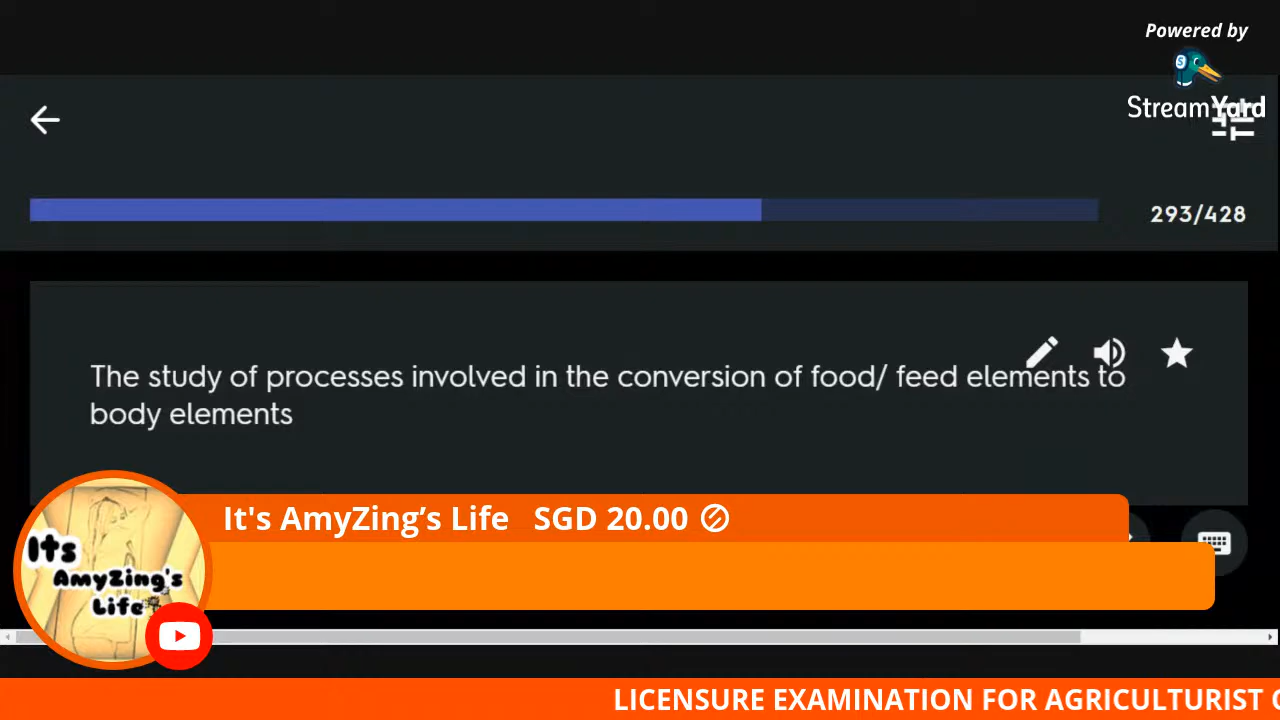 Powered by
StreamYard
293/428
The study of processes involved in the conversion of food/ feed elements to
body elements
It's AmyZing’s Life SGD 20.00
Its
AmyZing's
Life
LICENSURE EXAMINATION FOR AGRICULTURIST